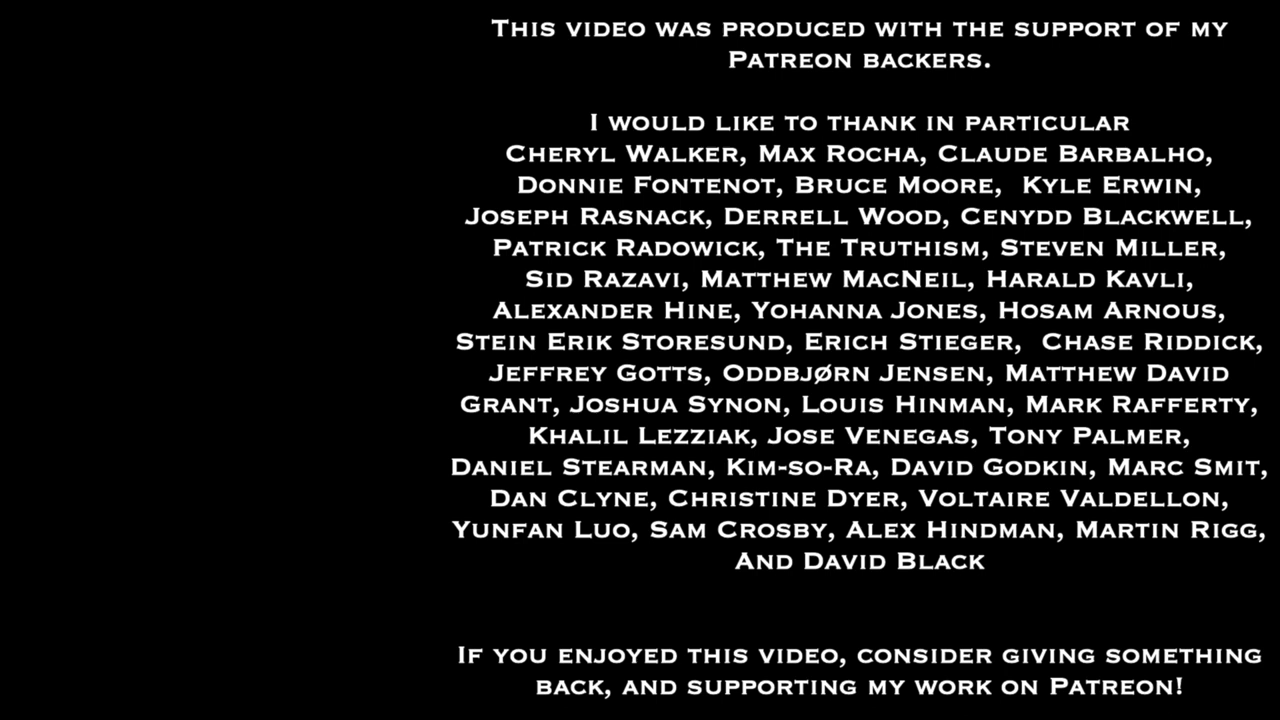 This video was produced with the support of my
Patreon backers.
I would like to thank in particular
Cheryl Walker, Max Rocha, Claude Barbalho,
Donnie Fontenot, Bruce Moore,  Kyle Erwin,
Joseph Rasnack, Derrell Wood, Cenydd Blackwell,
Patrick Radowick, The Truthism, Steven Miller,
Sid Razavi, Matthew MacNeil, Harald Kavli,
Alexander Hine, Yohanna Jones, Hosam Arnous,
Stein Erik Storesund, Erich Stieger,  Chase Riddick,
Jeffrey Gotts, Oddbjørn Jensen, Matthew David
Grant, Joshua Synon, Louis Hinman, Mark Rafferty,
Khalil Lezziak, Jose Venegas, Tony Palmer,
Daniel Stearman, Kim-so-Ra, David Godkin, Marc Smit,
Dan Clyne, Christine Dyer, Voltaire Valdellon,
Yunfan Luo, Sam Crosby, Alex Hindman, Martin Rigg,
And David Black
If you enjoyed this video, consider giving something
back, and supporting my work on Patreon!